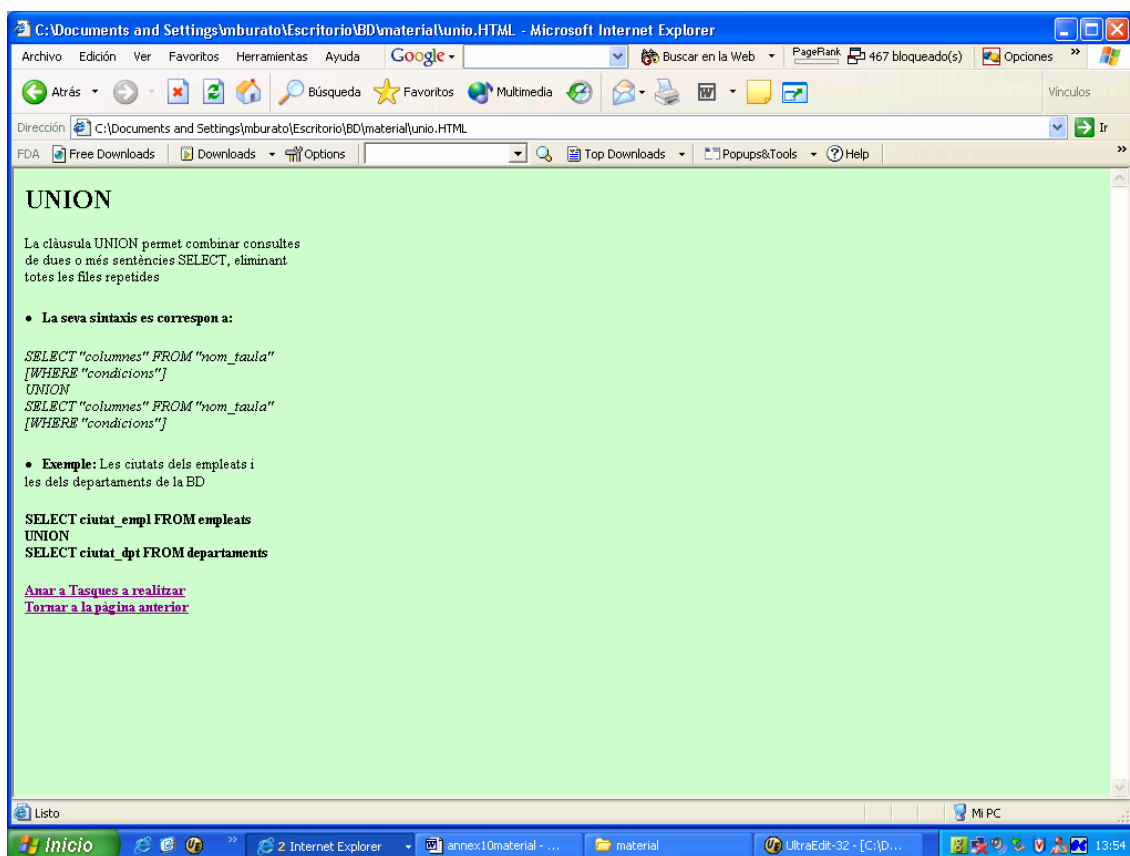 C:\Documents and Settings\mburato\Escritorio\BD\material\unio.HTML - Microsoft Internet Explorer
Archivo Edición Ver Favoritos Herramientas Ayuda Google Buscar en la Web PageRank 467 bloqueado(s) Opciones »
Atrás Búsqueda Favoritos Multimedia Vínculos
Dirección C:\Documents and Settings\mburato\Escritorio\BD\material\unio.HTML Ir
FDA Free Downloads Downloads Options Top Downloads Popups&Tools Help »
UNION
La clàusula UNION permet combinar consultes
de dues o més sentències SELECT, eliminant
totes les files repetides
• La seva sintaxis es correspon a:
SELECT "columnes" FROM "nom_taula"
[WHERE "condicions"]
UNION
SELECT "columnes" FROM "nom_taula"
[WHERE "condicions"]
• Exemple: Les ciutats dels empleats i
les dels departaments de la BD
SELECT ciutat_empl FROM empleats
UNION
SELECT ciutat_dpt FROM departaments
Anar a Tasques a realitzar
Tornar a la pàgina anterior
Listo Mi PC
Inicio » 2 Internet Explorer annex10material - ... material UltraEdit-32 - [C:\D... 13:54